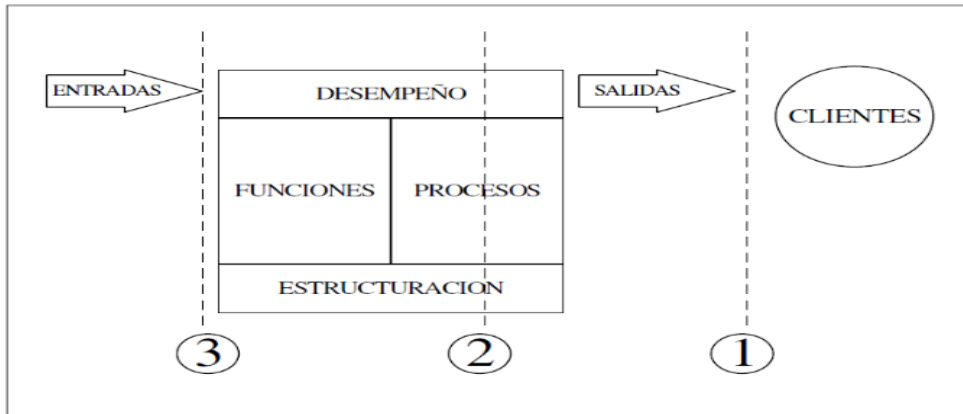 ENTRADAS
DESEMPEÑO
SALIDAS
CLIENTES
FUNCIONES
PROCESOS
ESTRUCTURACION
3
2
1